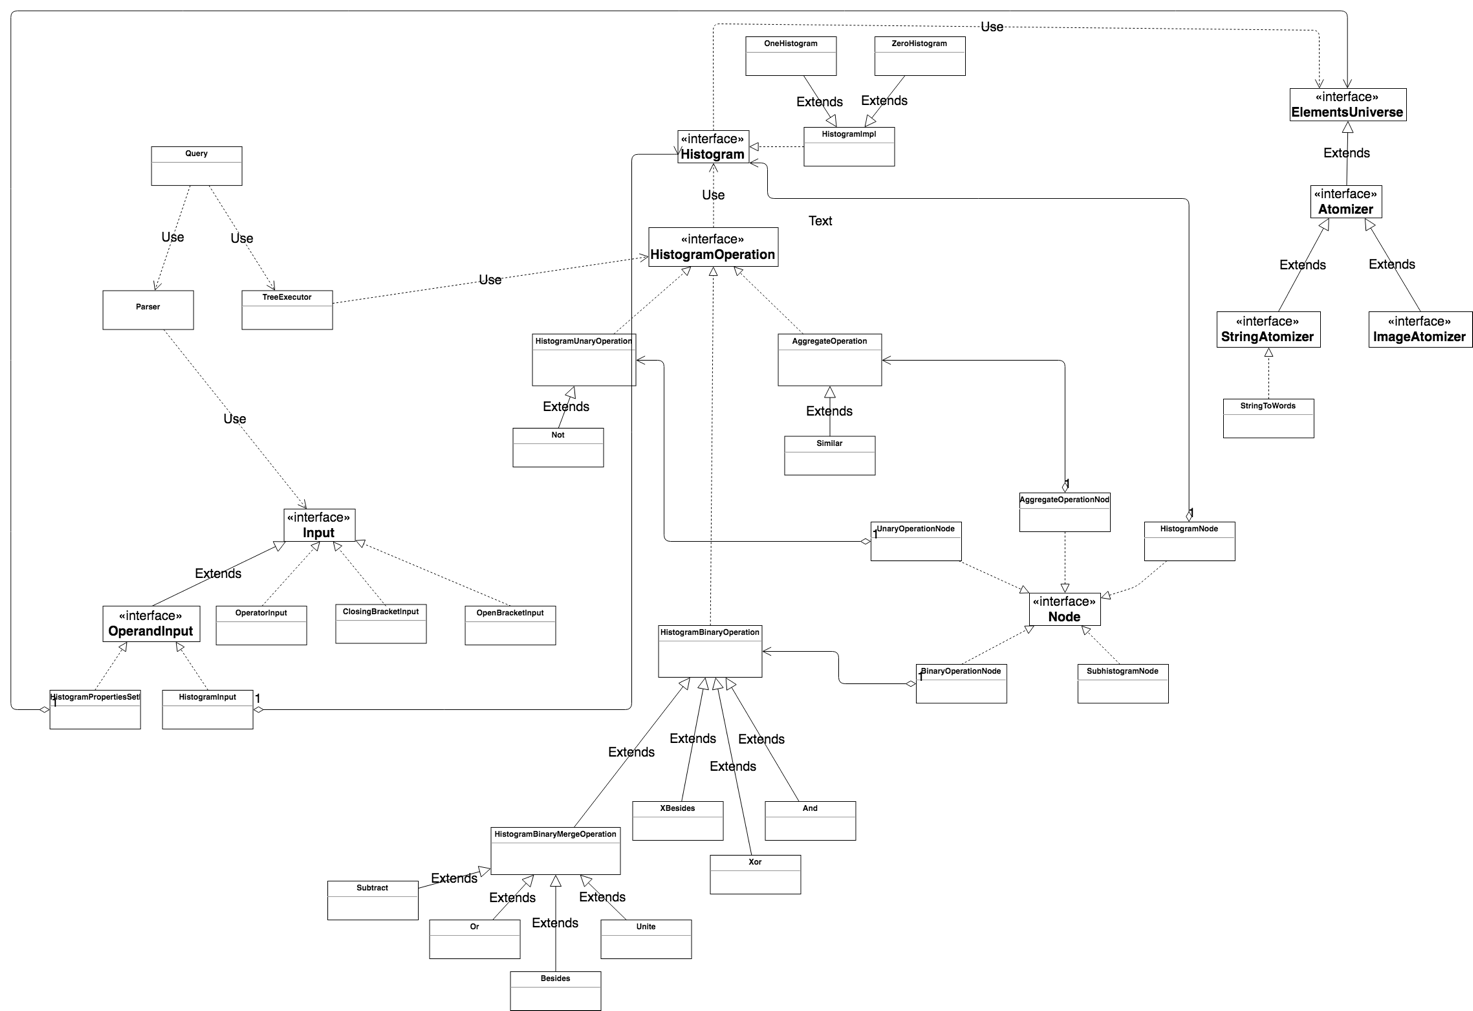 Use
OneHistogram
ZeroHistogram
Extends
Extends
«interface»
ElementsUniverse
«interface»
Histogram
HistogramImpl
Query
Extends
Use
«interface»
Atomizer
Text
Use
Use
«interface»
HistogramOperation
Extends
Extends
Use
Parser
TreeExecutor
«interface»
StringAtomizer
«interface»
ImageAtomizer
HistogramUnaryOperation
AggregateOperation
Extends
Extends
StringToWords
Use
Not
Similar
1
AggregateOperationNod
1
«interface»
Input
1
UnaryOperationNode
HistogramNode
Extends
«interface»
OperandInput
OperatorInput
ClosingBracketInput
OpenBracketInput
«interface»
Node
HistogramBinaryOperation
1
BinaryOperationNode
SubhistogramNode
1
HistogramPropertiesSetI
HistogramInput
1
Extends
Extends
Extends
Extends
XBesides
And
HistogramBinaryMergeOperation
Xor
Subtract
Extends
Extends
Extends
Extends
Or
Unite
Besides